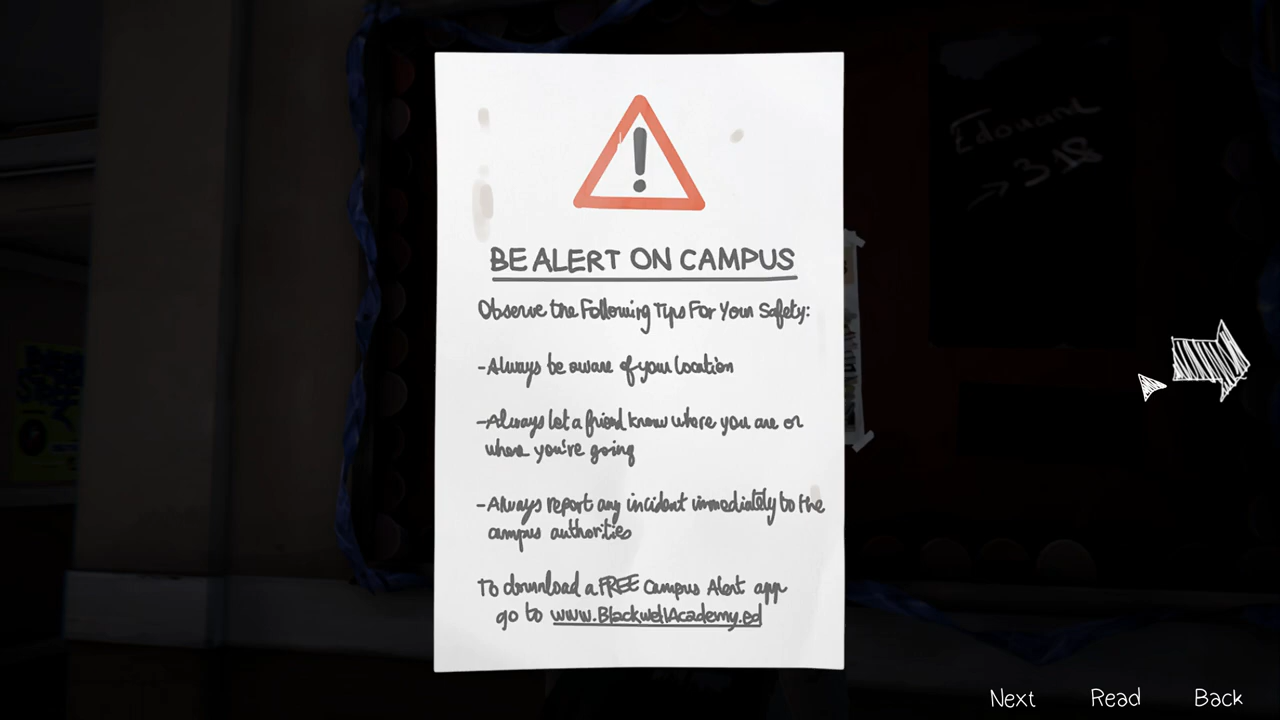 !
BE ALERT ON CAMPUS
Observe the Following Tips For Your Safety:
-Always be aware of your location
-Always let a friend know where you are or
where you're going
-Always report any incident immediately to the
campus authorities
To download a FREE Campus Alert app
go to www.BlackwellAcademy.ed
Edouard
→318
Next Read Back